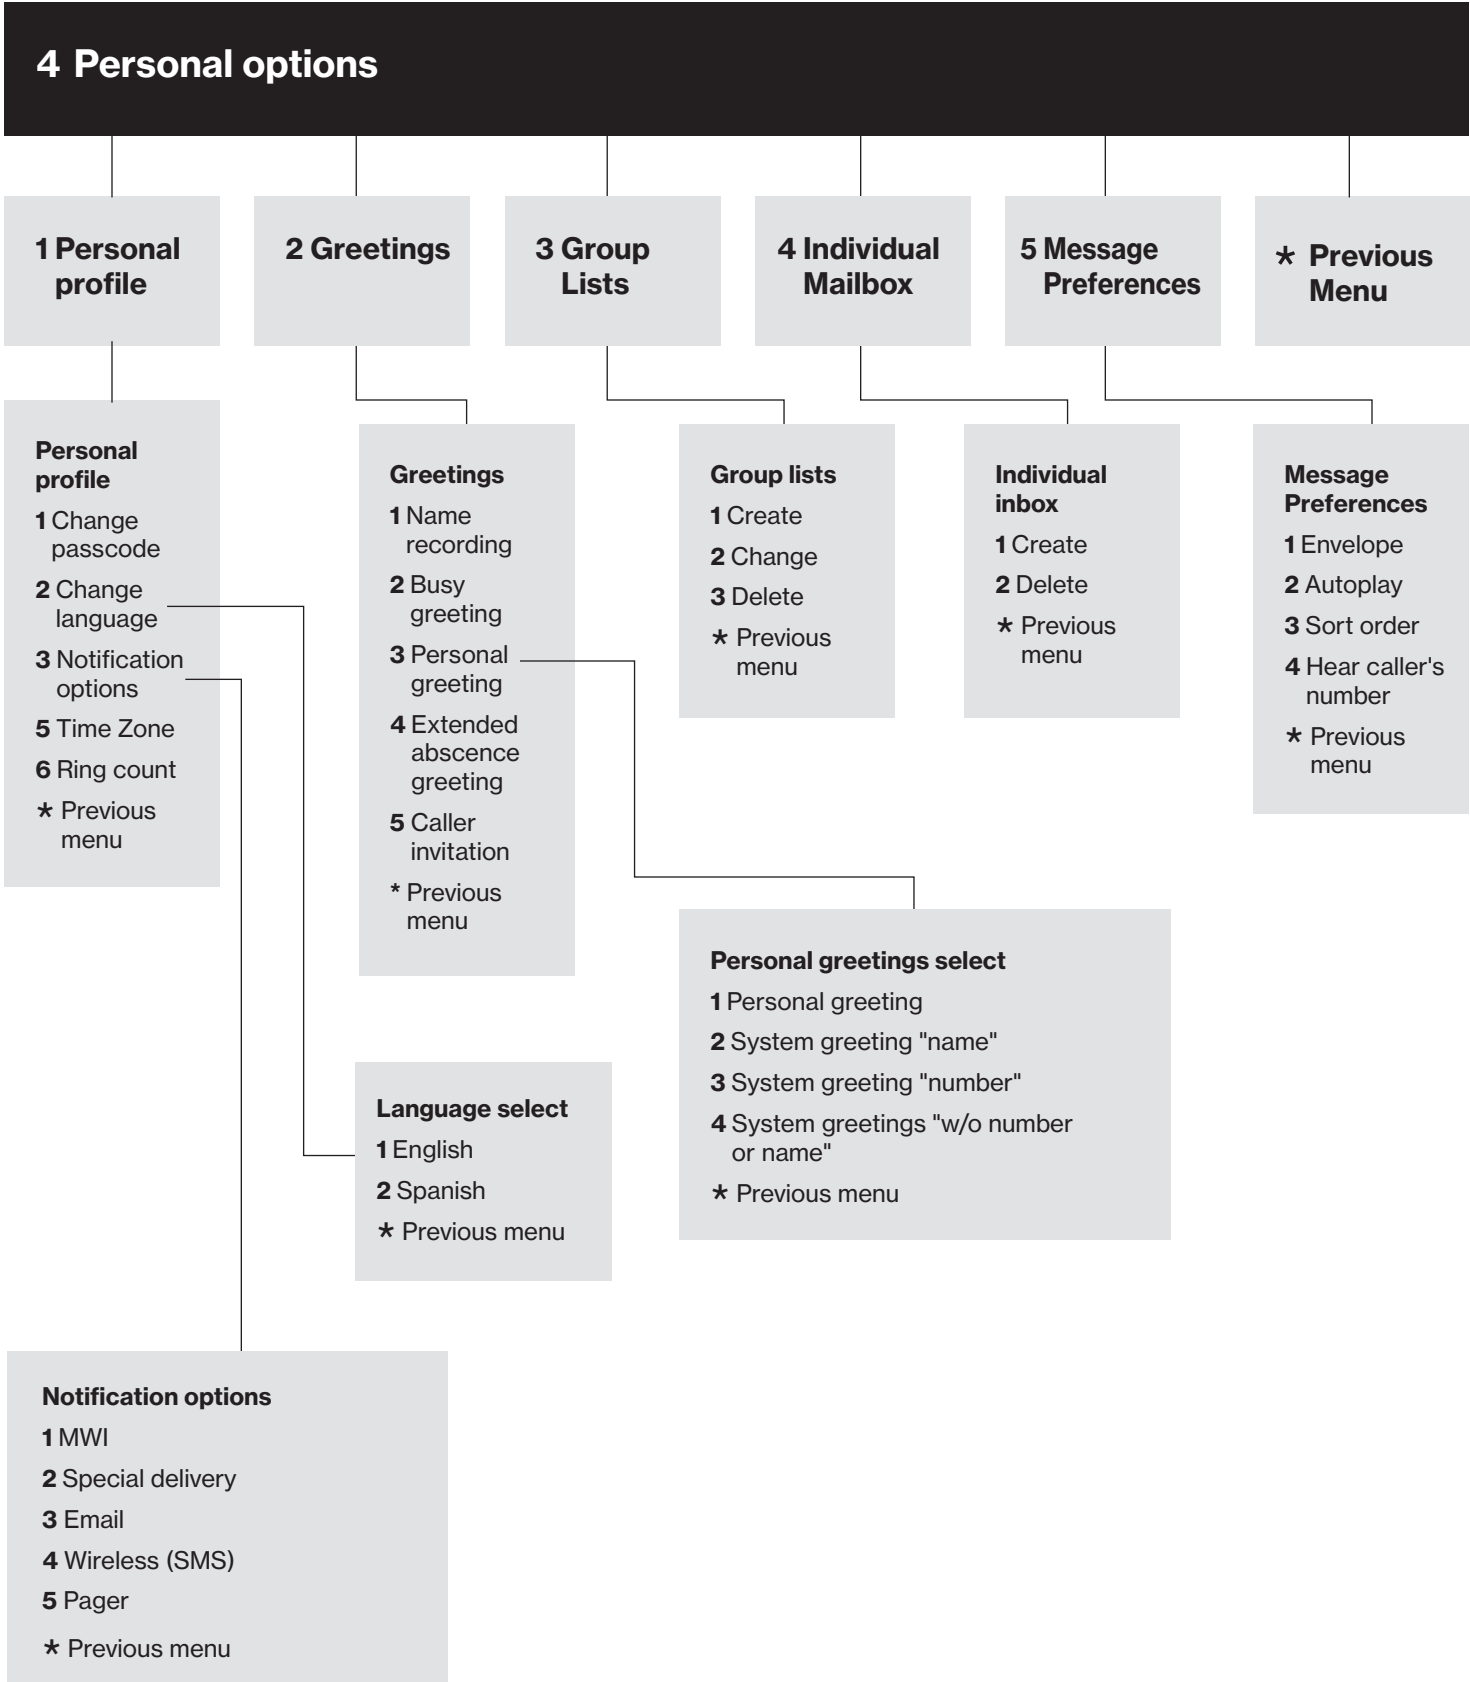 4 Personal options
1 Personal
profile
2 Greetings
3 Group
Lists
4 Individual
Mailbox
5 Message
Preferences
* Previous
Menu
Personal
profile
1 Change
passcode
2 Change
language
3 Notification
options
5 Time Zone
6 Ring count
* Previous
menu
Greetings
1 Name
recording
2 Busy
greeting
3 Personal
greeting
4 Extended
abscence
greeting
5 Caller
invitation
* Previous
menu
Group lists
1 Create
2 Change
3 Delete
* Previous
menu
Individual
inbox
1 Create
2 Delete
* Previous
menu
Message
Preferences
1 Envelope
2 Autoplay
3 Sort order
4 Hear caller's
number
* Previous
menu
Personal greetings select
1 Personal greeting
2 System greeting "name"
3 System greeting "number"
4 System greetings "w/o number
or name"
* Previous menu
Language select
1 English
2 Spanish
* Previous menu
Notification options
1 MWI
2 Special delivery
3 Email
4 Wireless (SMS)
5 Pager
* Previous menu